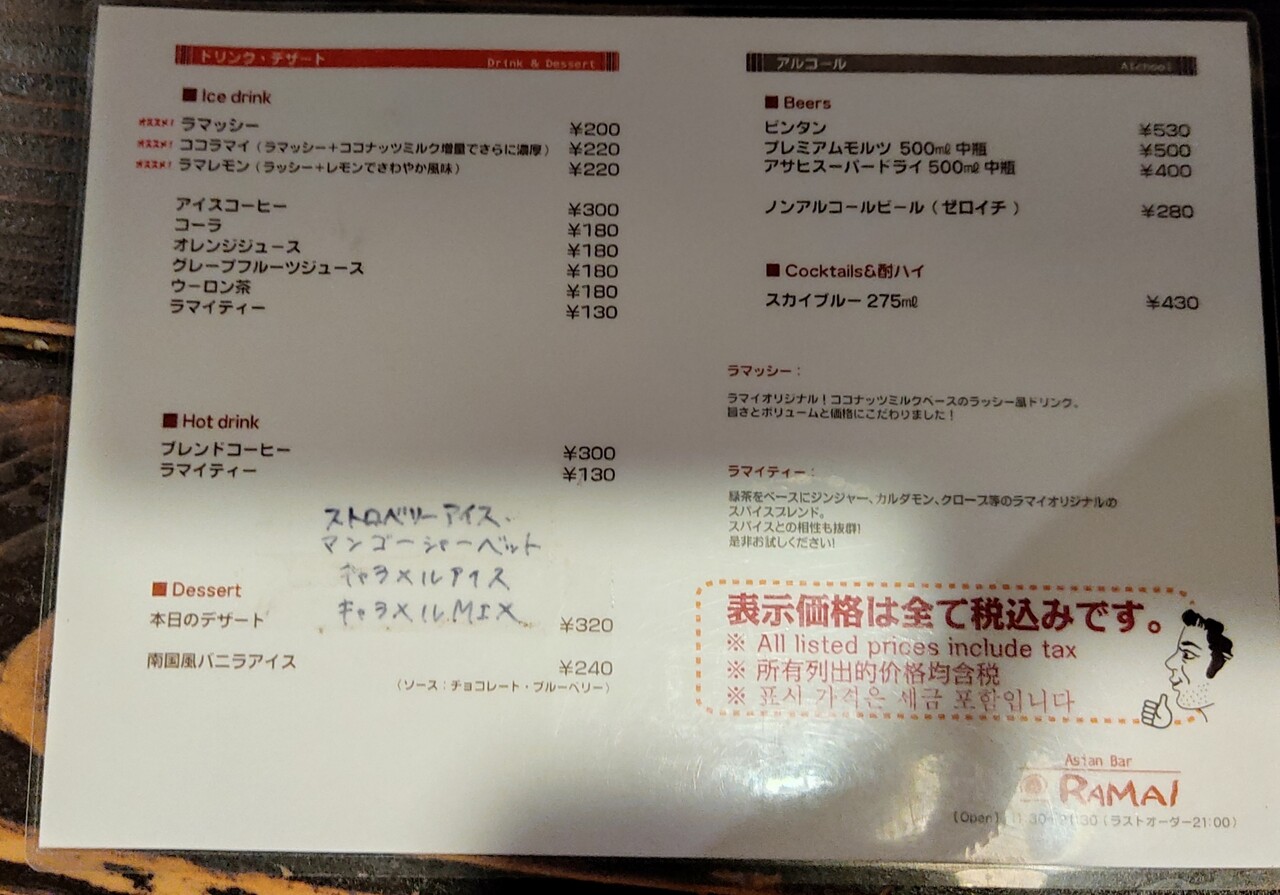 ドリンク・デザート Drink & Dessert
■ Ice drink
オススメ! ラマッシー ¥200
オススメ! ココラマイ（ラマッシー＋ココナッツミルク増量でさらに濃厚） ¥220
オススメ! ラマレモン（ラッシー＋レモンでさわやか風味） ¥220
アイスコーヒー ¥300
コーラ ¥180
オレンジジュース ¥180
グレープフルーツジュース ¥180
ウーロン茶 ¥180
ラマイティー ¥130
■ Hot drink
ブレンドコーヒー ¥300
ラマイティー ¥130
ストロベリーアイス
マンゴーシャーベット
キャラメルアイス
キャラメルMIX
■ Dessert
本日のデザート ¥320
南国風バニラアイス ¥240
（ソース：チョコレート・ブルーベリー）
アルコール Alchool
■ Beers
ビンタン ¥530
プレミアムモルツ 500㎖ 中瓶 ¥500
アサヒスーパードライ 500㎖ 中瓶 ¥400
ノンアルコールビール（ゼロイチ） ¥280
■ Cocktails&酎ハイ
スカイブルー 275㎖ ¥430
ラマッシー：
ラマイオリジナル！ココナッツミルクベースのラッシー風ドリンク。
旨さとボリュームと価格にこだわりました！
ラマイティー：
緑茶をベースにジンジャー、カルダモン、クローブ等のラマイオリジナルの
スパイスブレンド。
スパイスとの相性も抜群!
是非お試しください!
表示価格は全て税込みです。
※ All listed prices include tax
※ 所有列出的价格均含税
※ 표시 가격은 세금 포함입니다
Asian Bar
RAMAI
[Open] 11:30-21:30（ラストオーダー21:00）